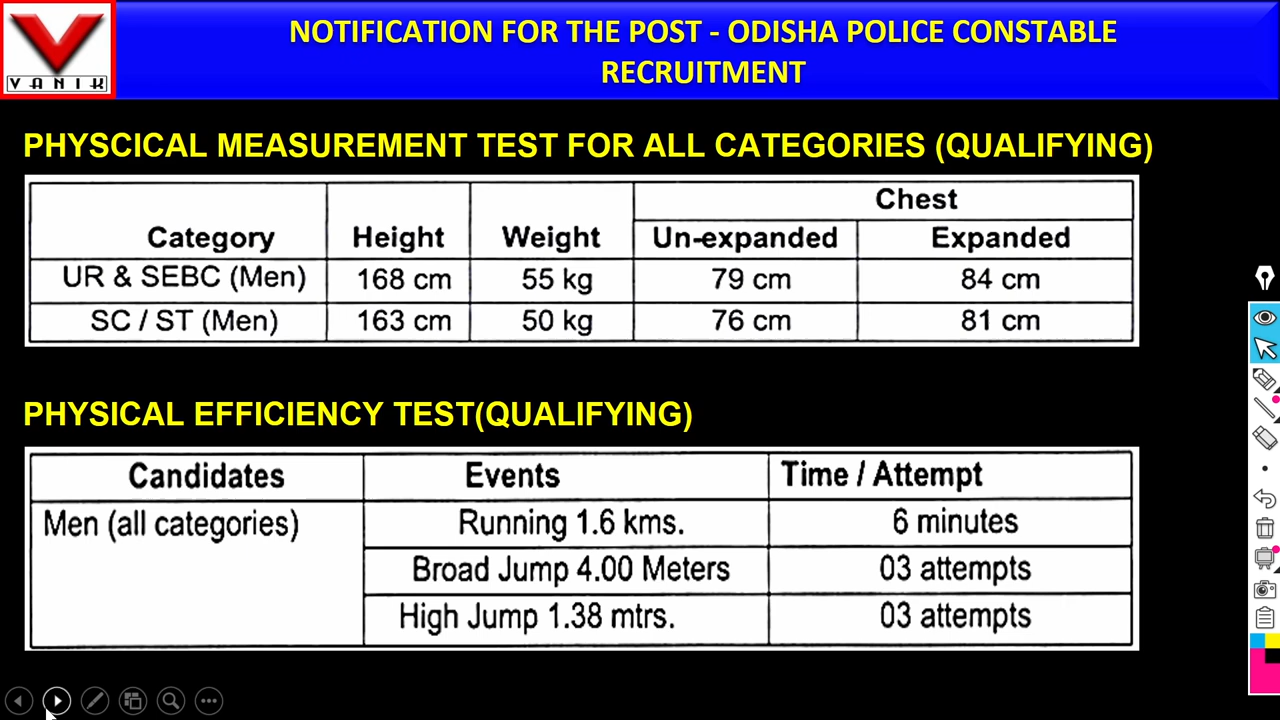 VANIK
NOTIFICATION FOR THE POST - ODISHA POLICE CONSTABLE
RECRUITMENT
PHYSCICAL MEASUREMENT TEST FOR ALL CATEGORIES (QUALIFYING)
Chest
Category Height Weight Un-expanded Expanded
UR & SEBC (Men) 168 cm 55 kg 79 cm 84 cm
SC / ST (Men) 163 cm 50 kg 76 cm 81 cm
PHYSICAL EFFICIENCY TEST(QUALIFYING)
Candidates Events Time / Attempt
Men (all categories) Running 1.6 kms. 6 minutes
Broad Jump 4.00 Meters 03 attempts
High Jump 1.38 mtrs. 03 attempts